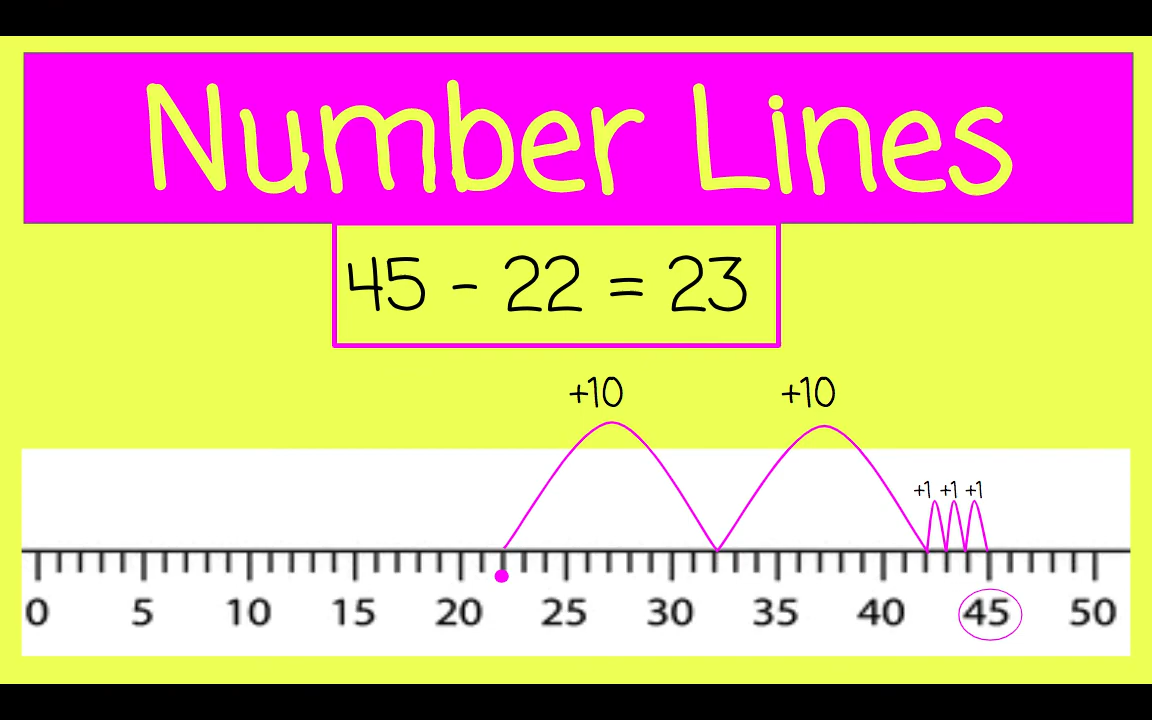 Number Lines
45 - 22 = 23
+10 +10
+1 +1 +1
0 5 10 15 20 25 30 35 40 45 50